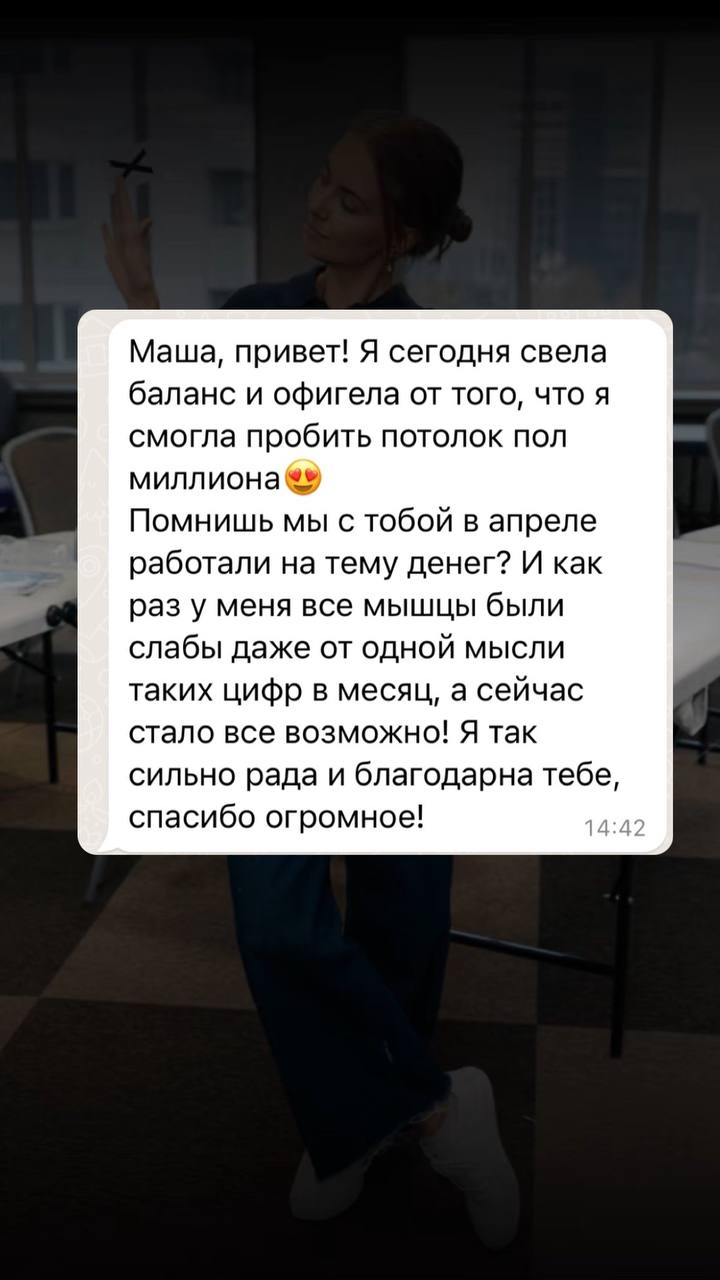 Маша, привет! Я сегодня свела
баланс и офигела от того, что я
смогла пробить потолок пол
миллиона😍
Помнишь мы с тобой в апреле
работали на тему денег? И как
раз у меня все мышцы были
слабы даже от одной мысли
таких цифр в месяц, а сейчас
стало все возможно! Я так
сильно рада и благодарна тебе,
спасибо огромное!
14:42